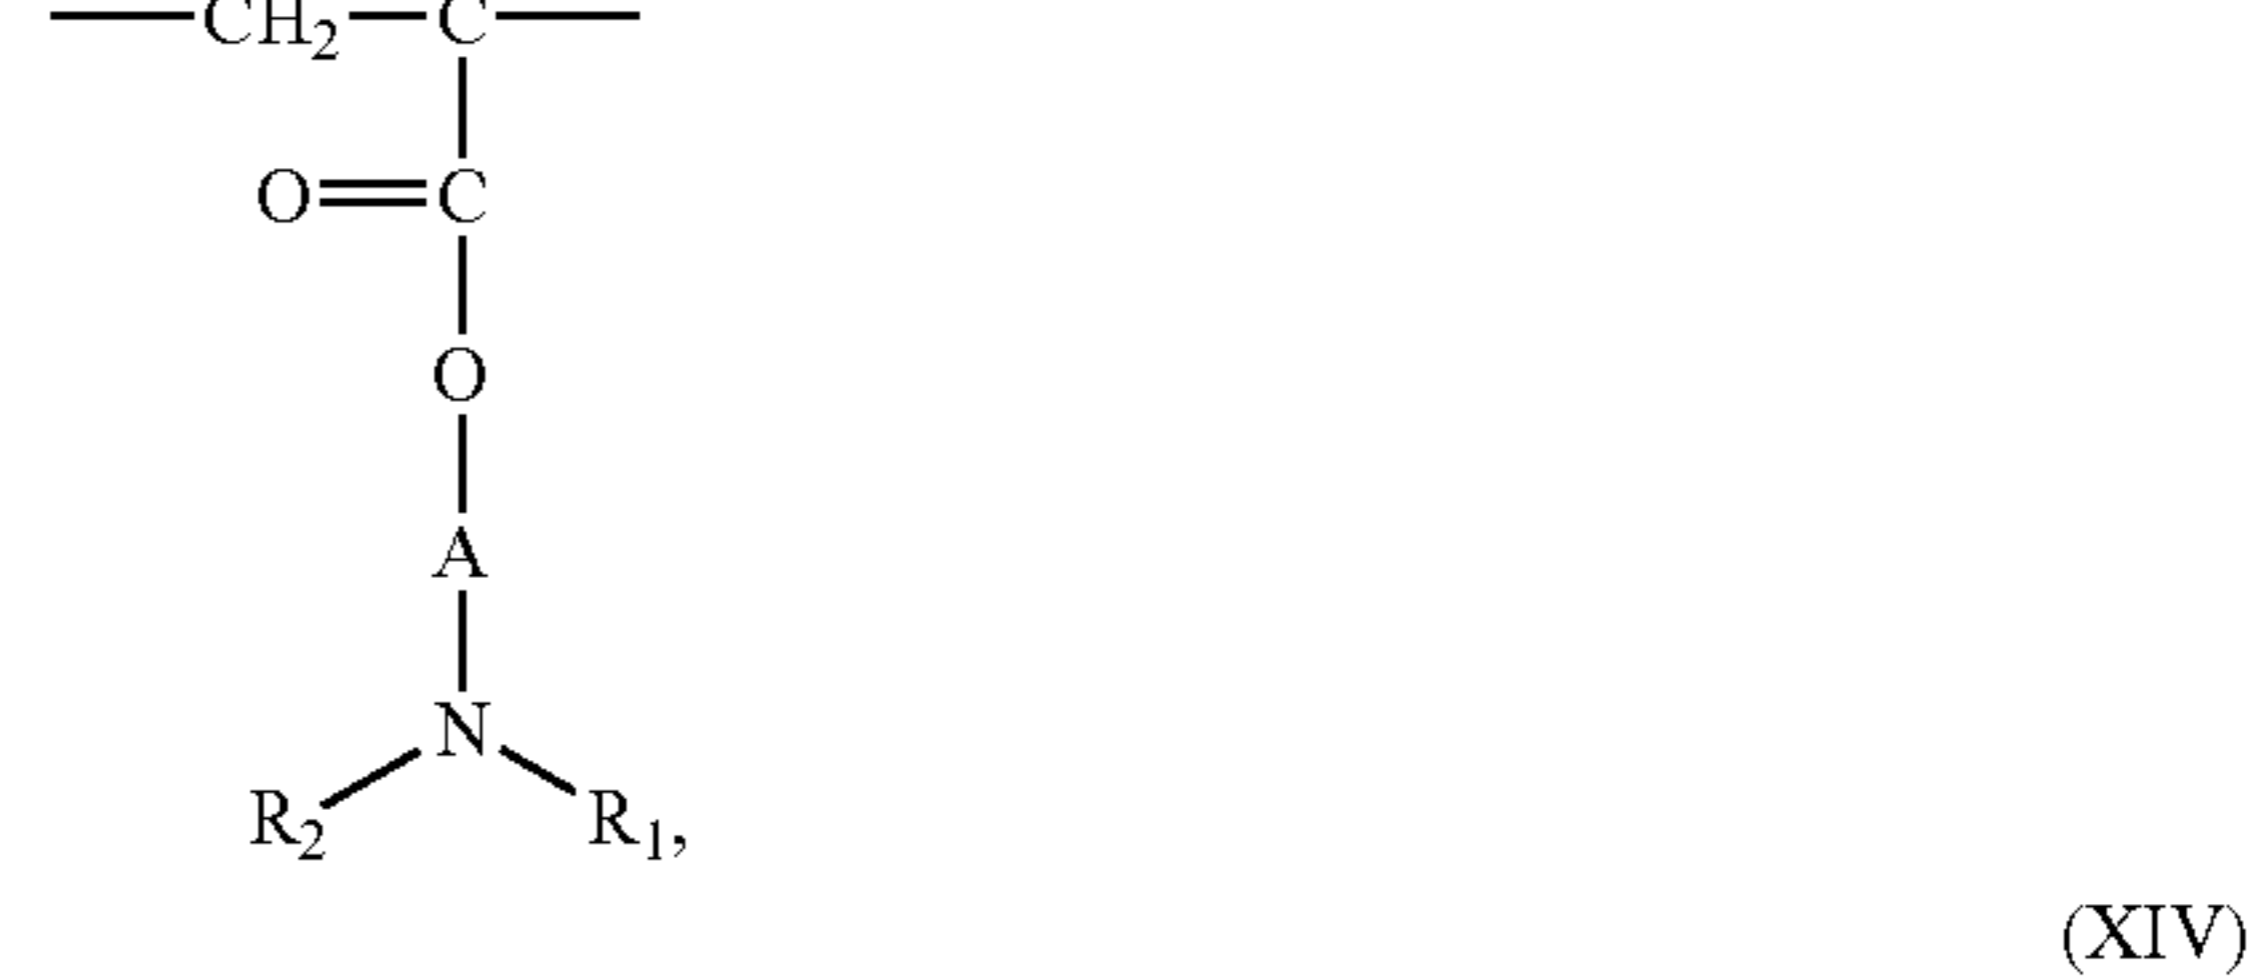 CH2 C
O C
O
A
N
R2 R1,
(XIV)